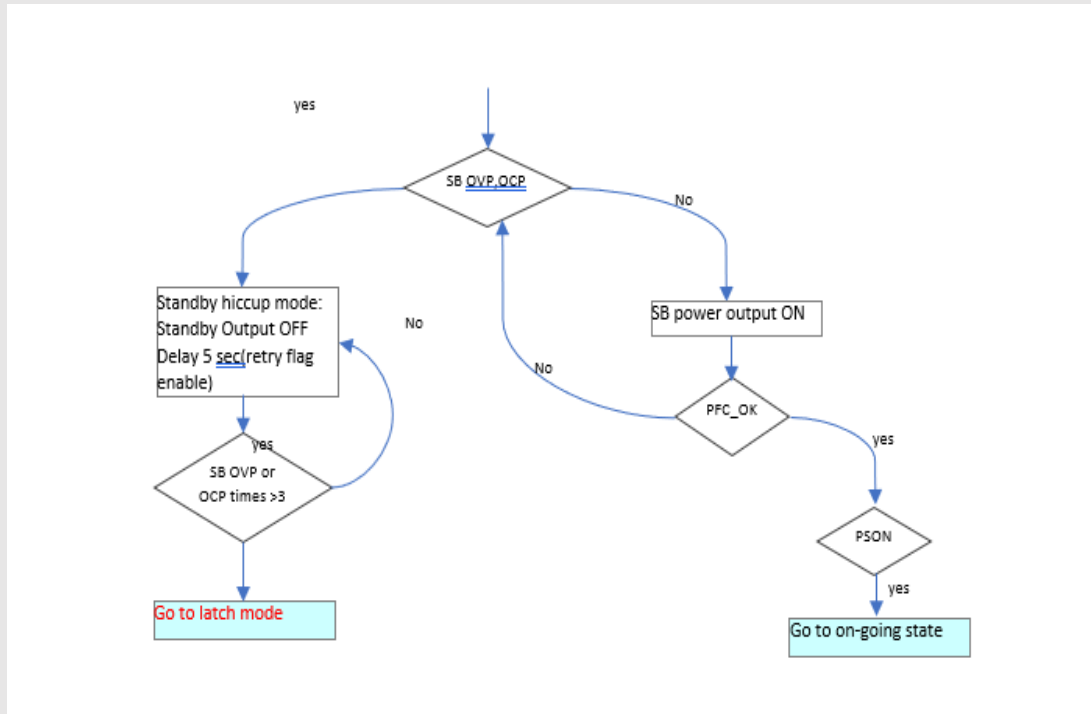 yes
SB OVP,OCP
No
Standby hiccup mode:
Standby Output OFF
Delay 5 sec(retry flag
enable)
SB power output ON
No
No
PFC_OK
yes
yes
SB OVP or
OCP times >3
PSON
yes
Go to latch mode
Go to on-going state